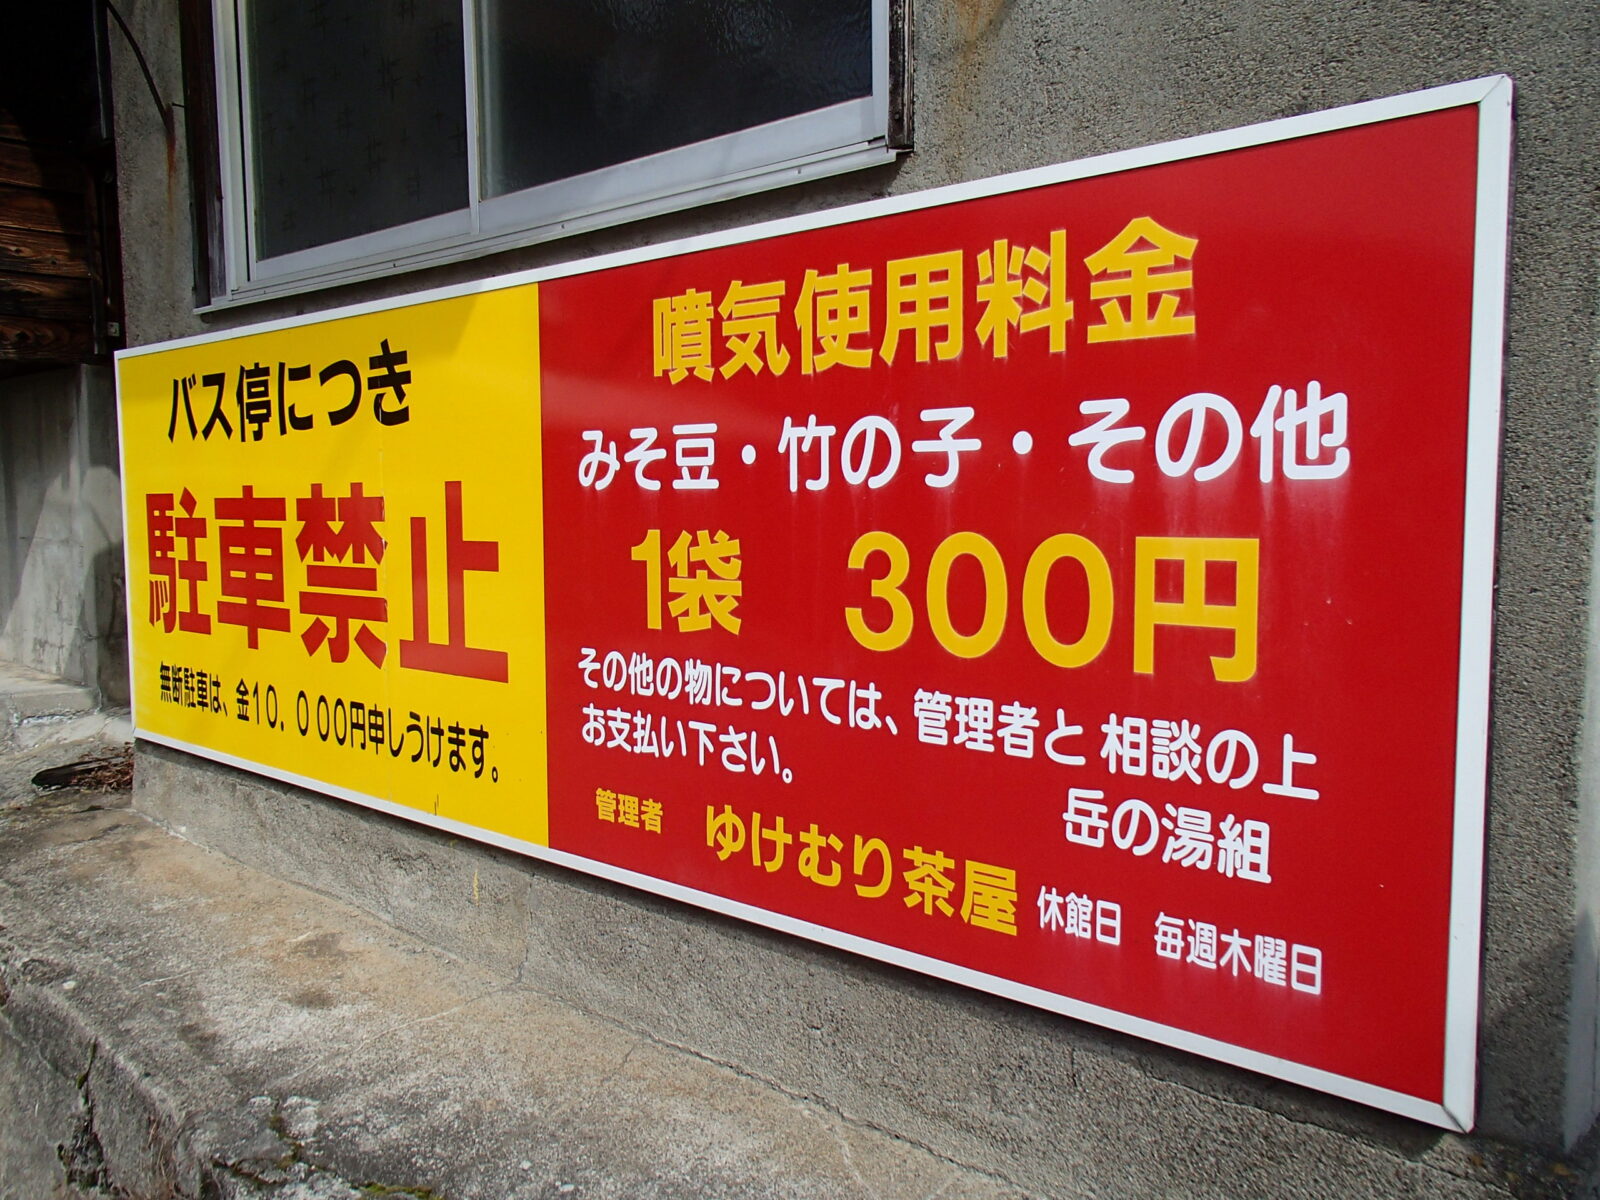 バス停につき
駐車禁止
無断駐車は、金10.000円申しうけます。
噴気使用料金
みそ豆・竹の子・その他
1袋 300円
その他の物については、管理者と相談の上
お支払い下さい。
岳の湯組
管理者 ゆけむり茶屋 休館日 毎週木曜日